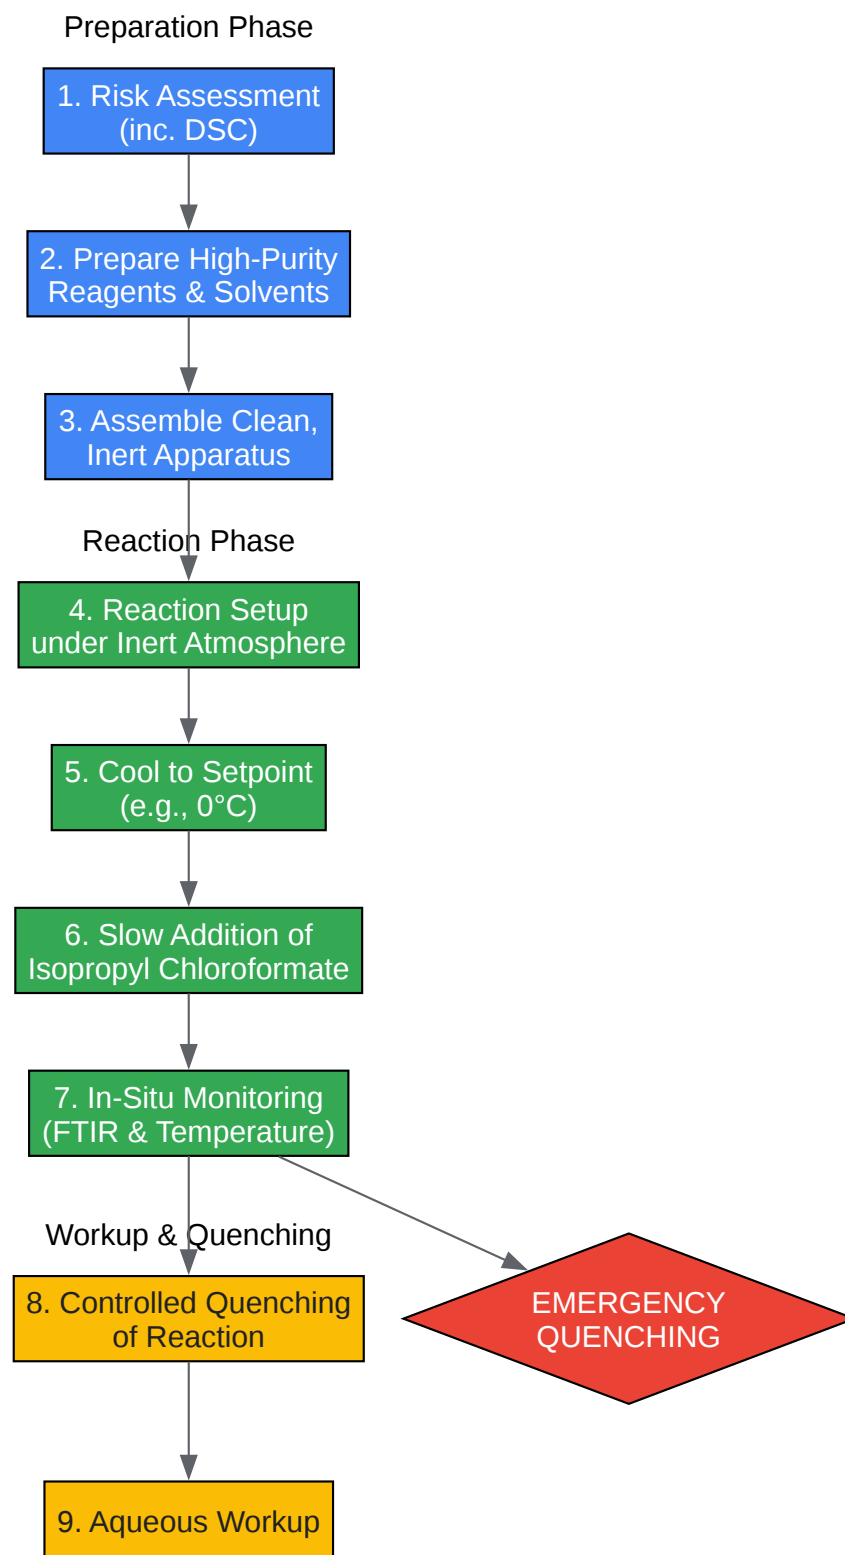 Preparation Phase
1. Risk Assessment
(inc. DSC)
2. Prepare High-Purity
Reagents & Solvents
3. Assemble Clean,
Inert Apparatus
Reaction Phase
4. Reaction Setup
under Inert Atmosphere
5. Cool to Setpoint
(e.g., 0°C)
6. Slow Addition of
Isopropyl Chloroformate
7. In-Situ Monitoring
(FTIR & Temperature)
Workup & Quenching
8. Controlled Quenching
of Reaction
EMERGENCY
QUENCHING
9. Aqueous Workup